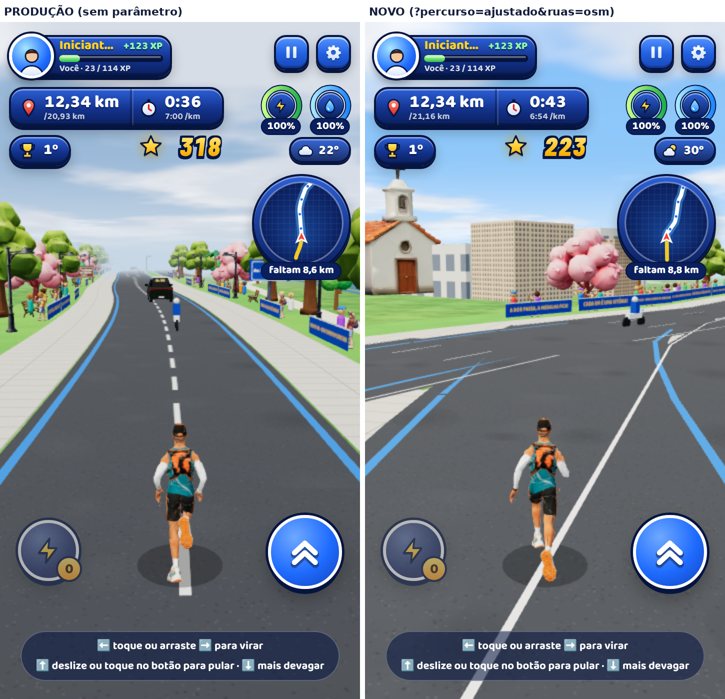 PRODUÇÃO (sem parâmetro)
Iniciant... +123 XP
Você · 23 / 114 XP
12,34 km
/20,93 km
0:36
7:00 /km
100%
100%
1°
318
22°
faltam 8,6 km
0
⬅️ toque ou arraste ➡️ para virar
⬆️ deslize ou toque no botão para pular · ⬇️ mais devagar
NOVO (?percurso=ajustado&ruas=osm)
Iniciant... +123 XP
Você · 23 / 114 XP
12,34 km
/21,16 km
0:43
6:54 /km
100%
100%
1°
223
30°
faltam 8,8 km
0
⬅️ toque ou arraste ➡️ para virar
⬆️ deslize ou toque no botão para pular · ⬇️ mais devagar